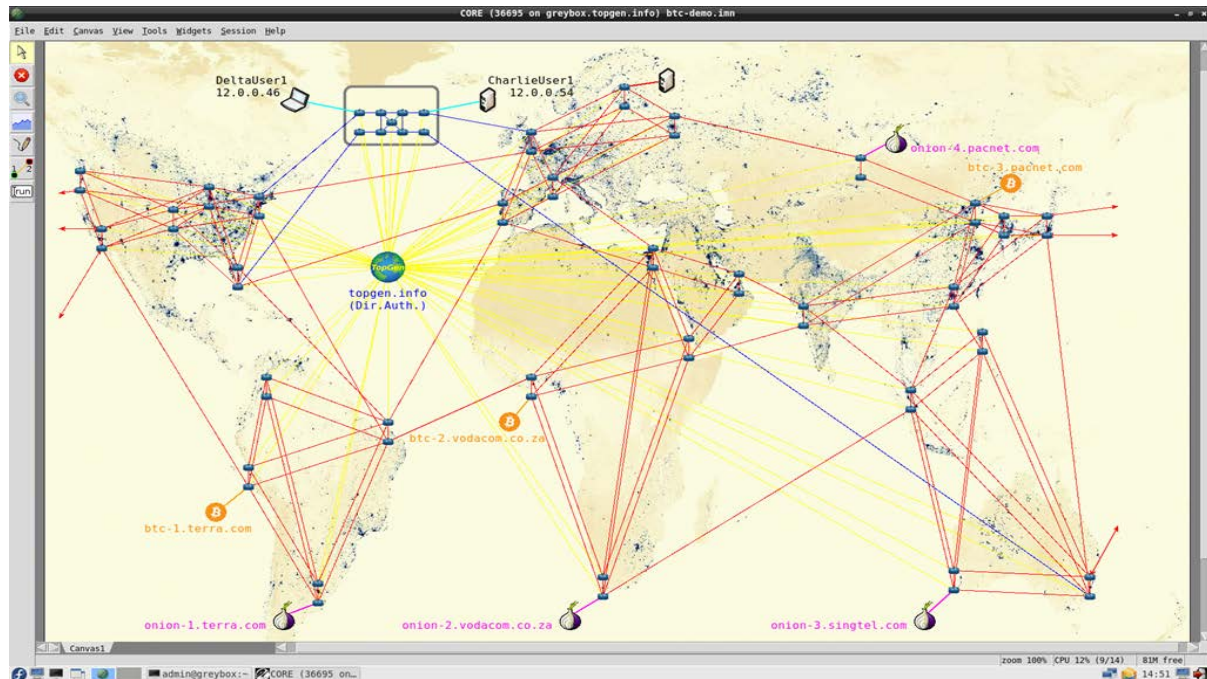 CORE (36695 on greybox.topgen.info) btc-demo.imn
File Edit Canvas View Tools Widgets Session Help
DeltaUser1
12.0.0.46
CharlieUser1
12.0.0.54
onion-4.pacnet.com
btc-3.pacnet.com
TopGen
topgen.info
(Dir.Auth.)
btc-2.vodacom.co.za
btc-1.terra.com
onion-1.terra.com
onion-2.vodacom.co.za
onion-3.singtel.com
1 2
run
Canvas1
zoom 100% CPU 12% (9/14) 81M free
admin@greybox:~ CORE (36695 on… 14:51